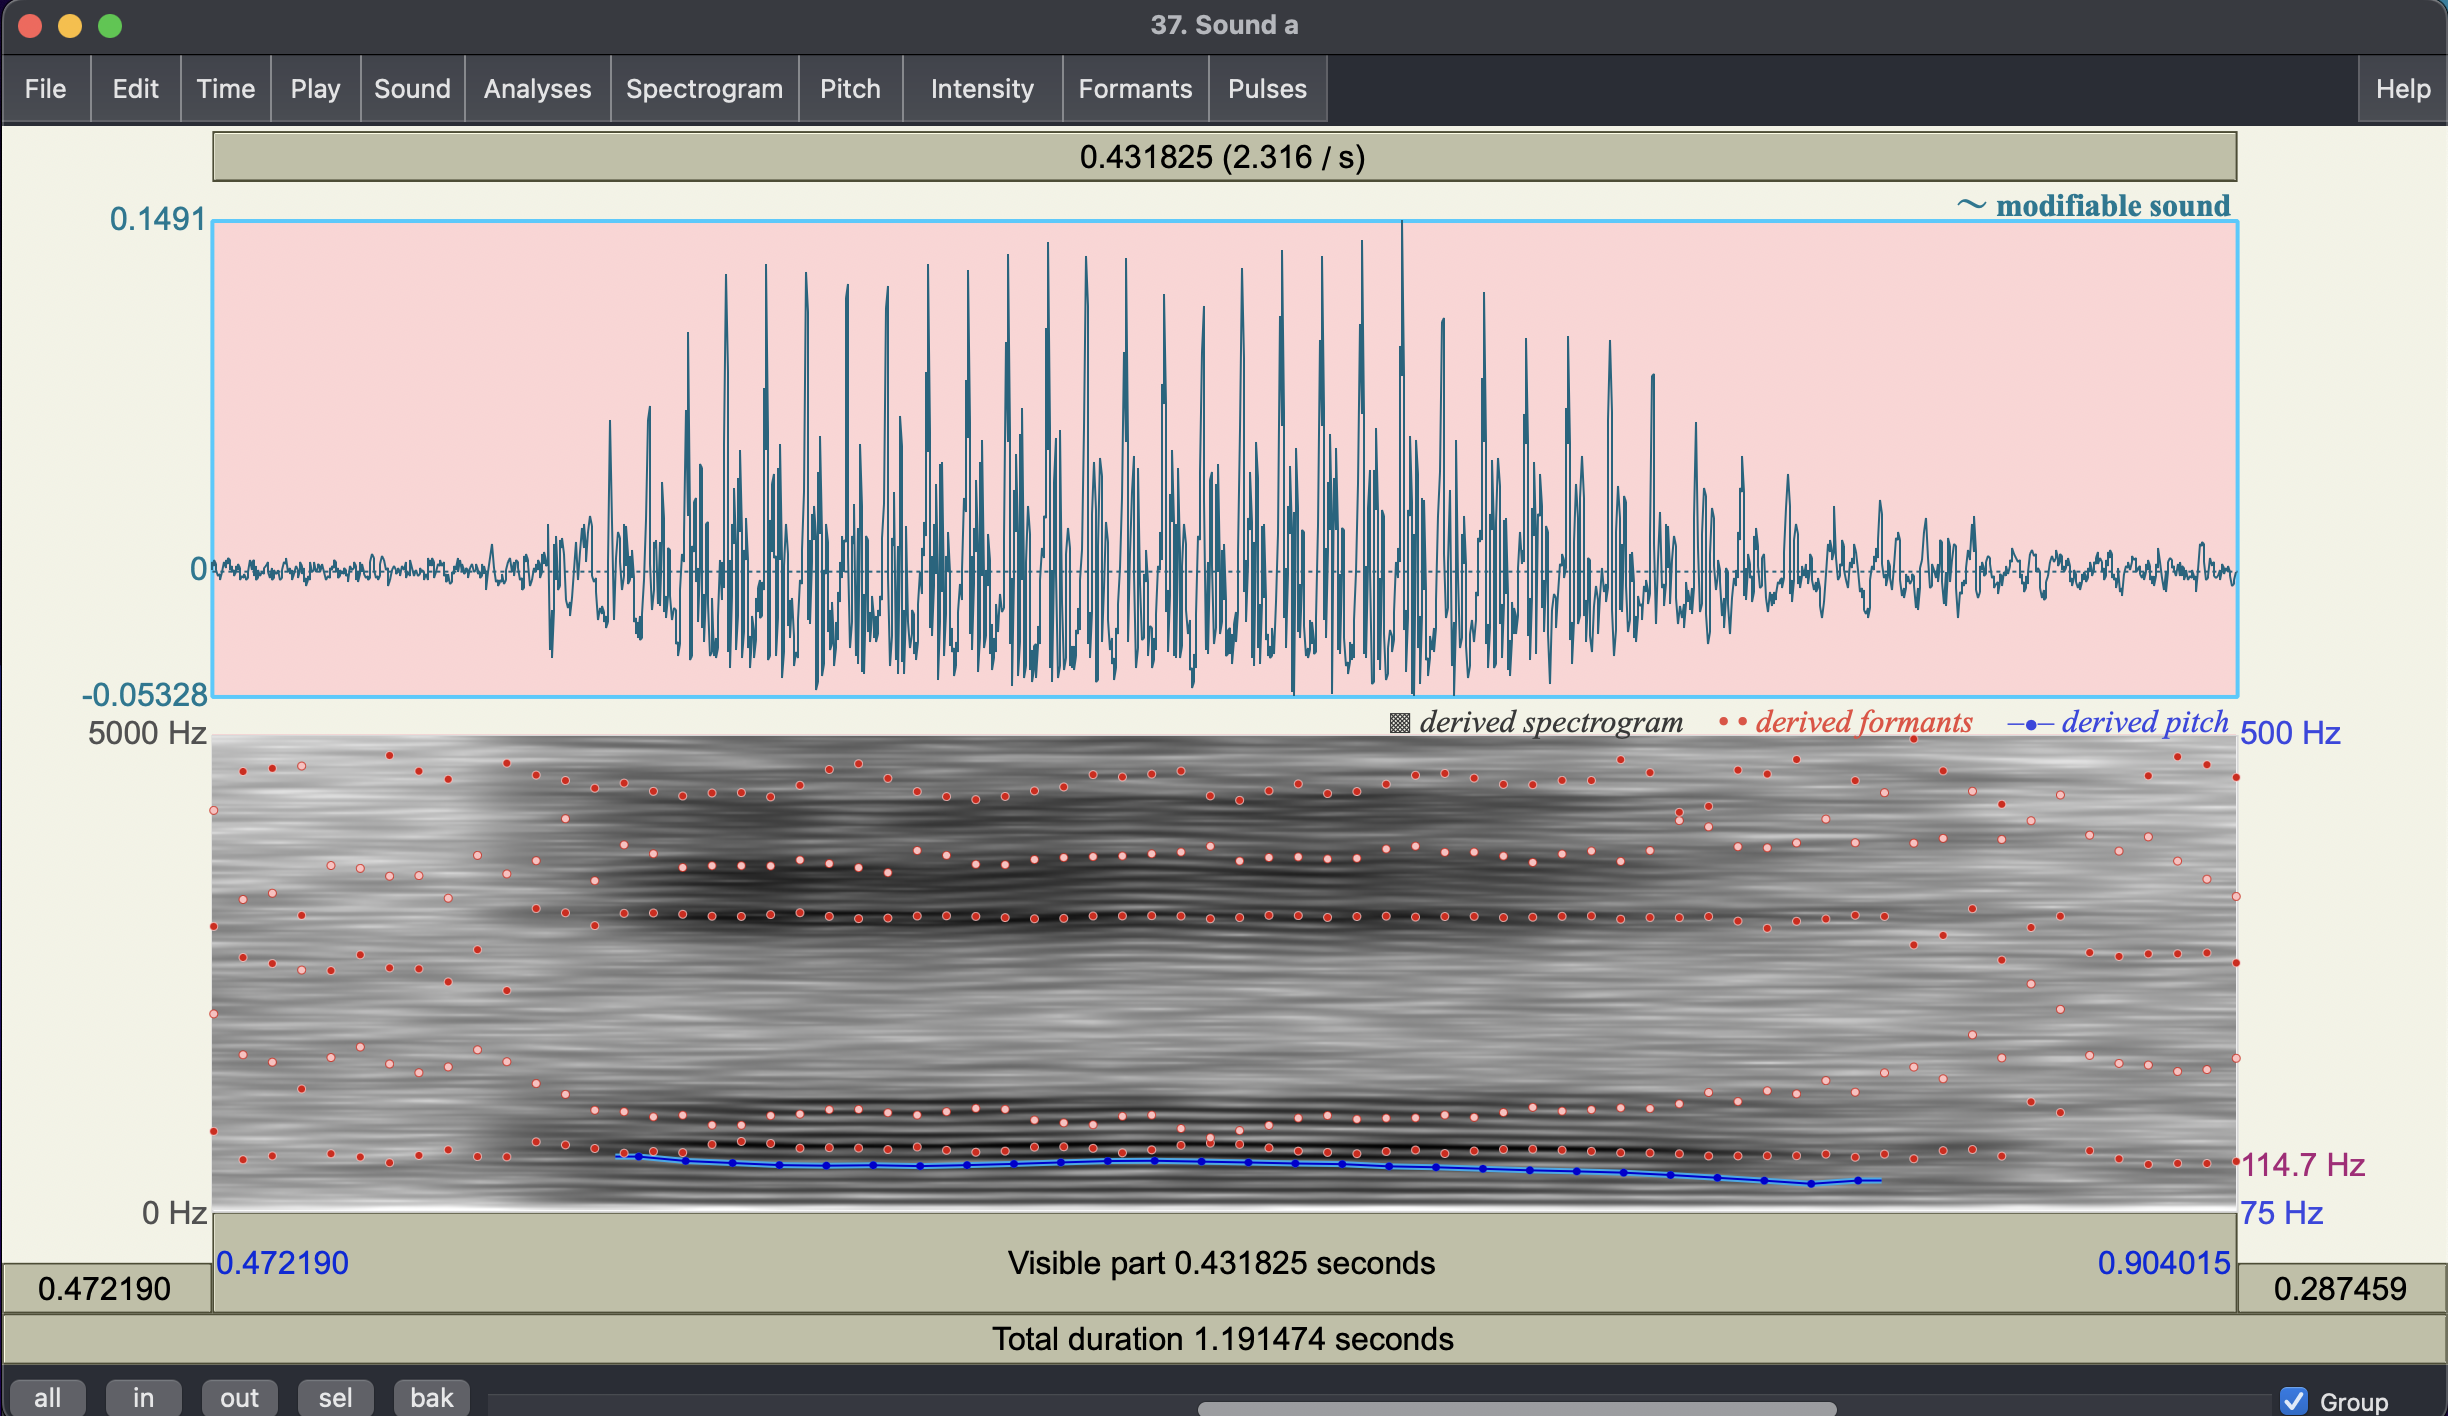 37. Sound a
File Edit Time Play Sound Analyses Spectrogram Pitch Intensity Formants Pulses Help
0.431825 (2.316 / s)
0.1491
~ modifiable sound
0
-0.05328
5000 Hz
derived spectrogram derived formants derived pitch
500 Hz
114.7 Hz
0 Hz
75 Hz
0.472190 Visible part 0.431825 seconds 0.904015
0.472190 0.287459
Total duration 1.191474 seconds
all in out sel bak Group